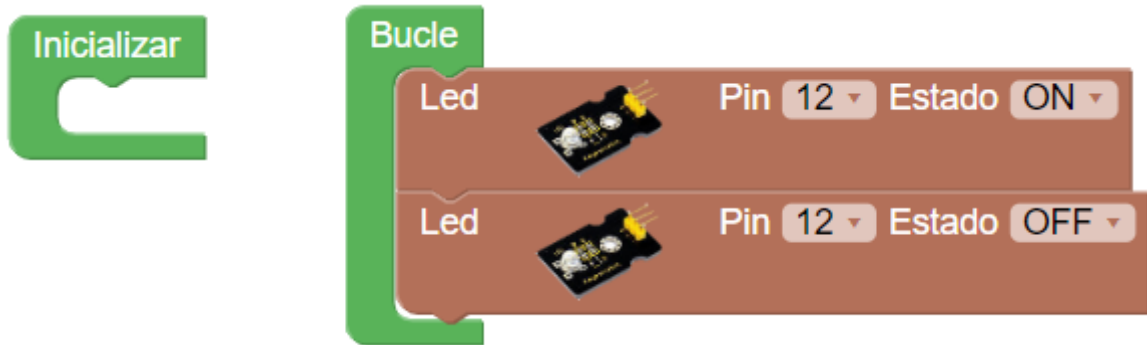 Inicializar
Bucle
Led Pin 12 Estado ON
Led Pin 12 Estado OFF